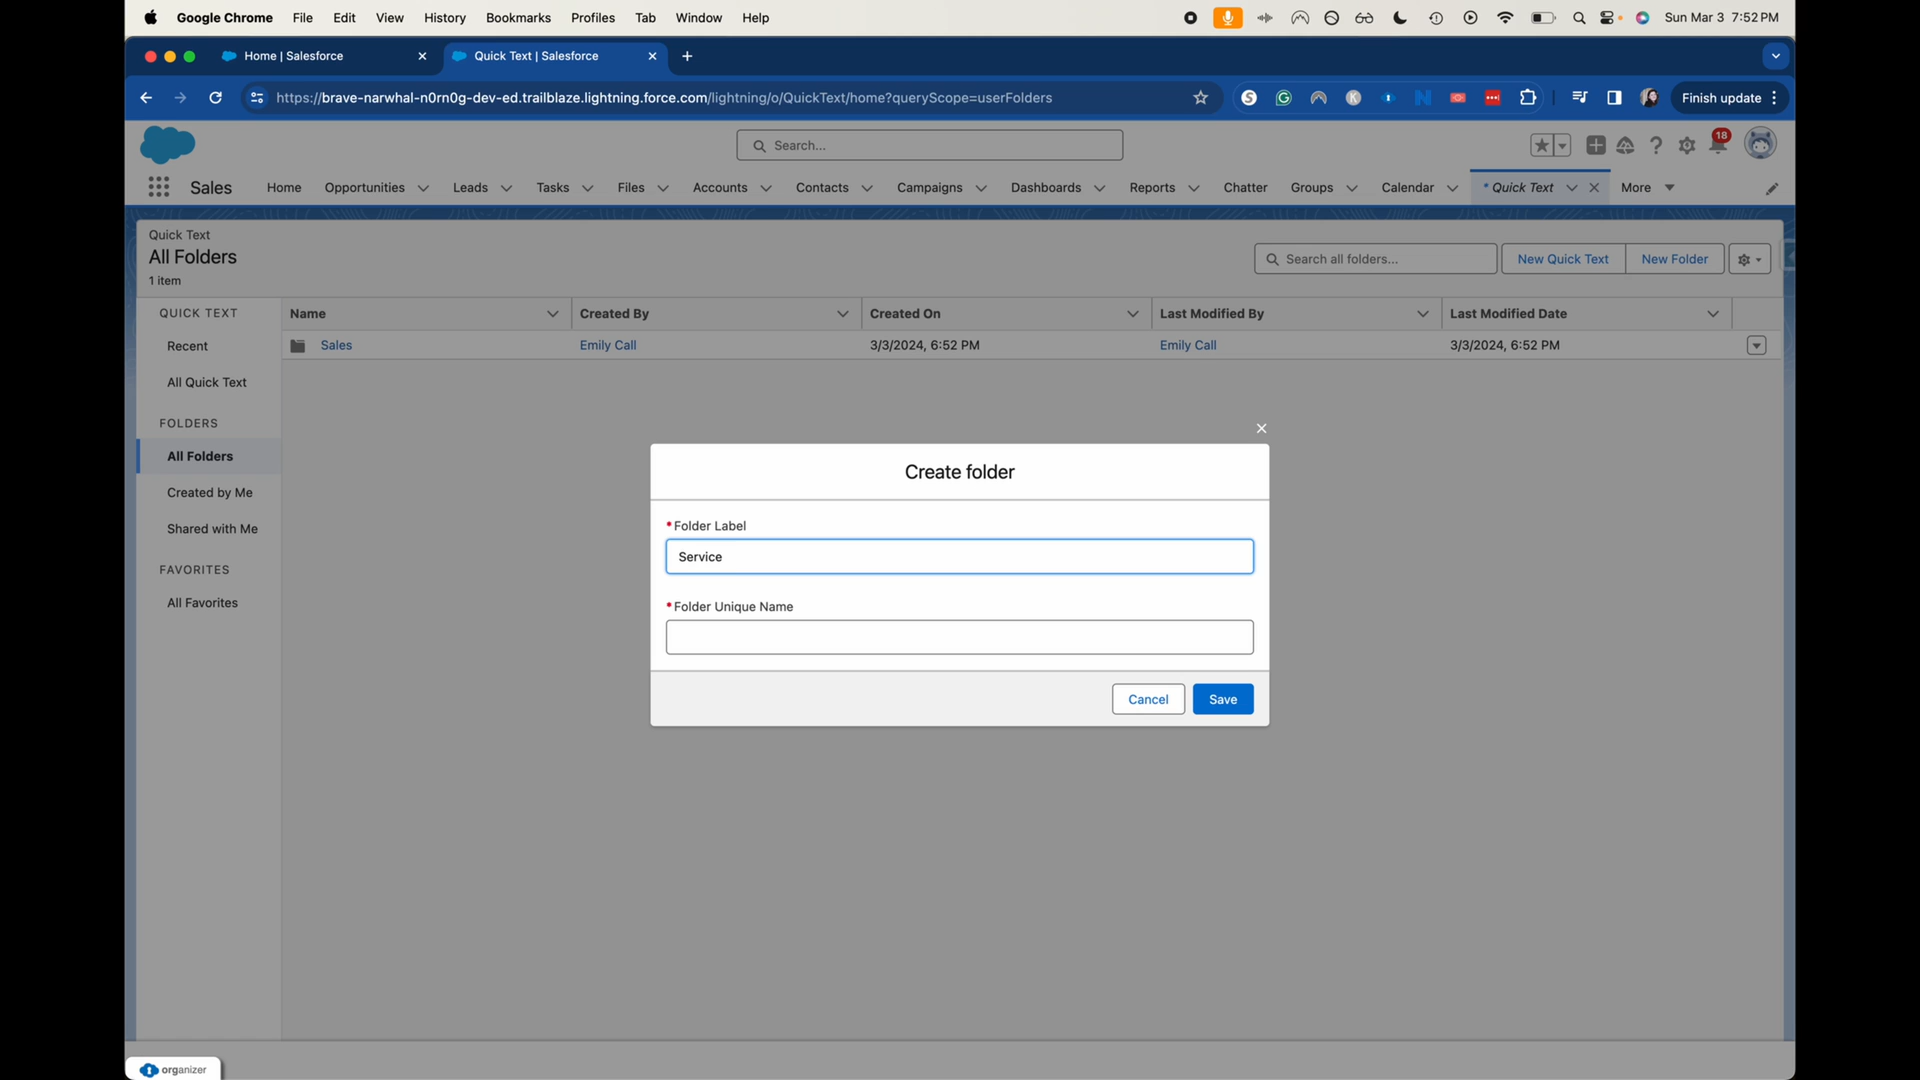 Google Chrome File Edit View History Bookmarks Profiles Tab Window Help Sun Mar 3 7:52 PM
Home | Salesforce Quick Text | Salesforce
https://brave-narwhal-n0rn0g-dev-ed.trailblaze.lightning.force.com/lightning/o/QuickText/home?queryScope=userFolders Finish update
Search... 18
Sales Home Opportunities Leads Tasks Files Accounts Contacts Campaigns Dashboards Reports Chatter Groups Calendar * Quick Text More
Quick Text
All Folders
1 item
Search all folders... New Quick Text New Folder
QUICK TEXT
Recent
All Quick Text
FOLDERS
All Folders
Created by Me
Shared with Me
FAVORITES
All Favorites
Name Created By Created On Last Modified By Last Modified Date
Sales Emily Call 3/3/2024, 6:52 PM Emily Call 3/3/2024, 6:52 PM
Create folder
* Folder Label
Service
* Folder Unique Name
Cancel Save
organizer